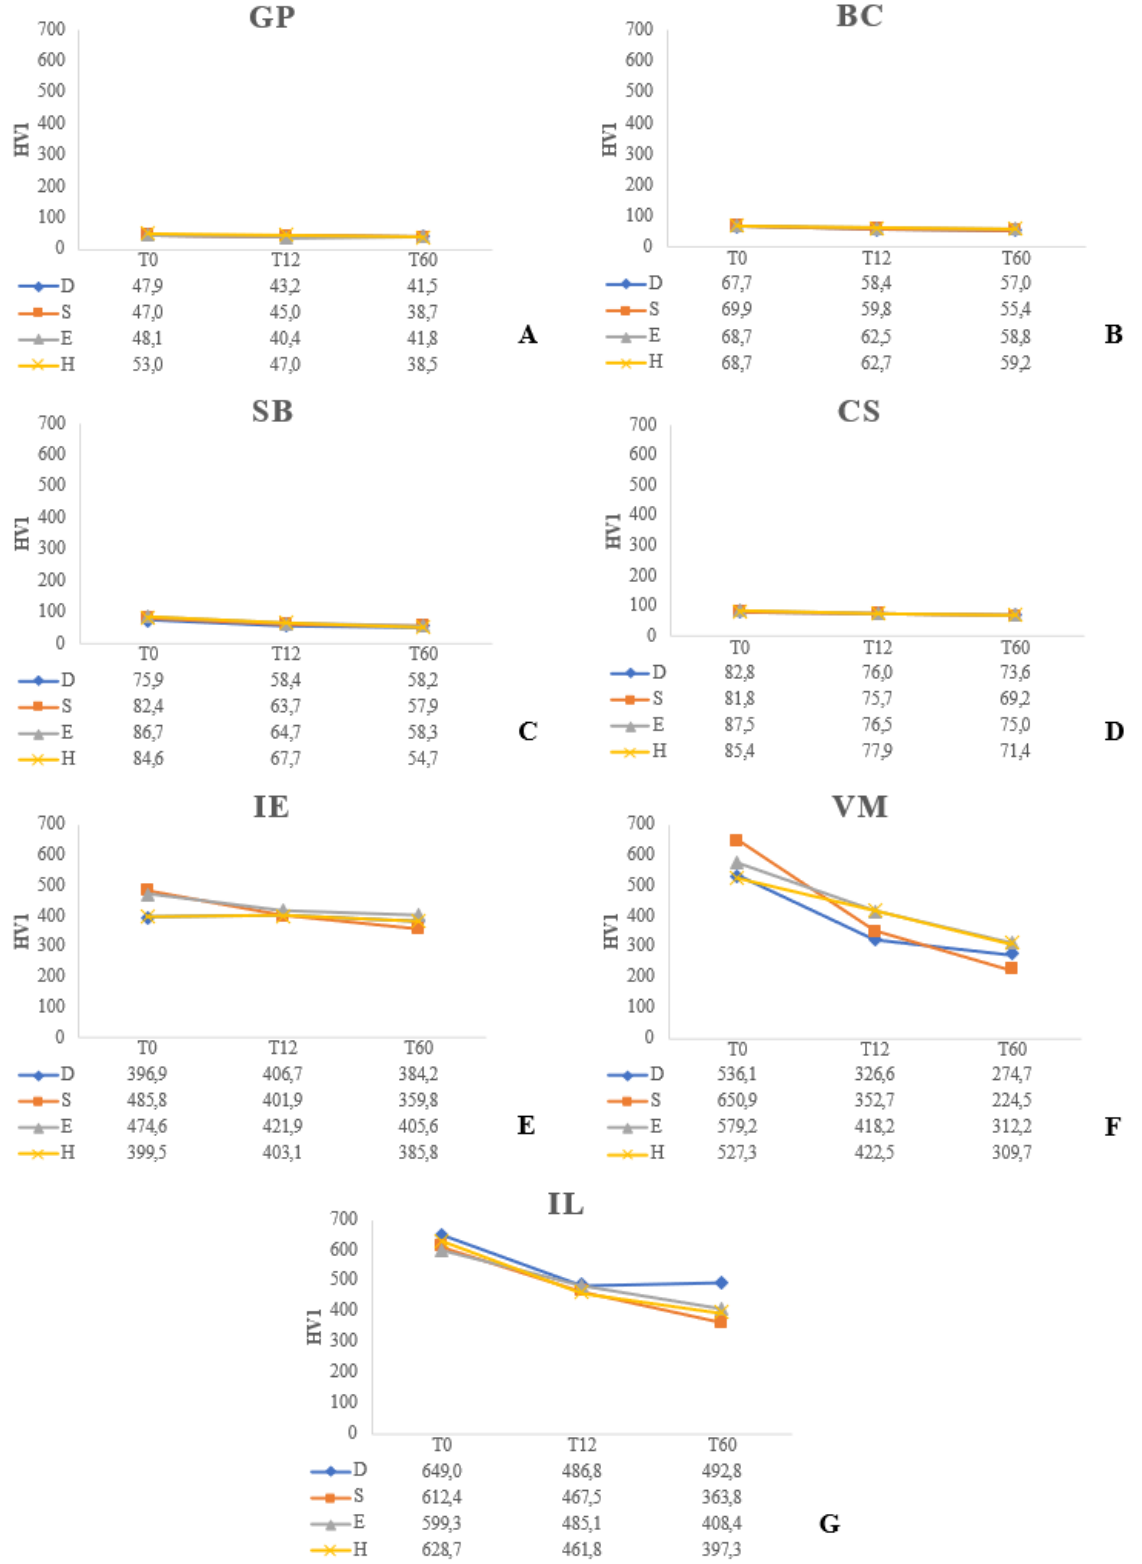 GP
700
600
500
400
300
200
100
0
HV1
T0 T12 T60
D 47,9 43,2 41,5
S 47,0 45,0 38,7
E 48,1 40,4 41,8
H 53,0 47,0 38,5
A
BC
700
600
500
400
300
200
100
0
HV1
T0 T12 T60
D 67,7 58,4 57,0
S 69,9 59,8 55,4
E 68,7 62,5 58,8
H 68,7 62,7 59,2
B
SB
700
600
500
400
300
200
100
0
HV1
T0 T12 T60
D 75,9 58,4 58,2
S 82,4 63,7 57,9
E 86,7 64,7 58,3
H 84,6 67,7 54,7
C
CS
700
600
500
400
300
200
100
0
HV1
T0 T12 T60
D 82,8 76,0 73,6
S 81,8 75,7 69,2
E 87,5 76,5 75,0
H 85,4 77,9 71,4
D
IE
700
600
500
400
300
200
100
0
HV1
T0 T12 T60
D 396,9 406,7 384,2
S 485,8 401,9 359,8
E 474,6 421,9 405,6
H 399,5 403,1 385,8
E
VM
700
600
500
400
300
200
100
0
HV1
T0 T12 T60
D 536,1 326,6 274,7
S 650,9 352,7 224,5
E 579,2 418,2 312,2
H 527,3 422,5 309,7
F
IL
700
600
500
400
300
200
100
0
HV1
T0 T12 T60
D 649,0 486,8 492,8
S 612,4 467,5 363,8
E 599,3 485,1 408,4
H 628,7 461,8 397,3
G